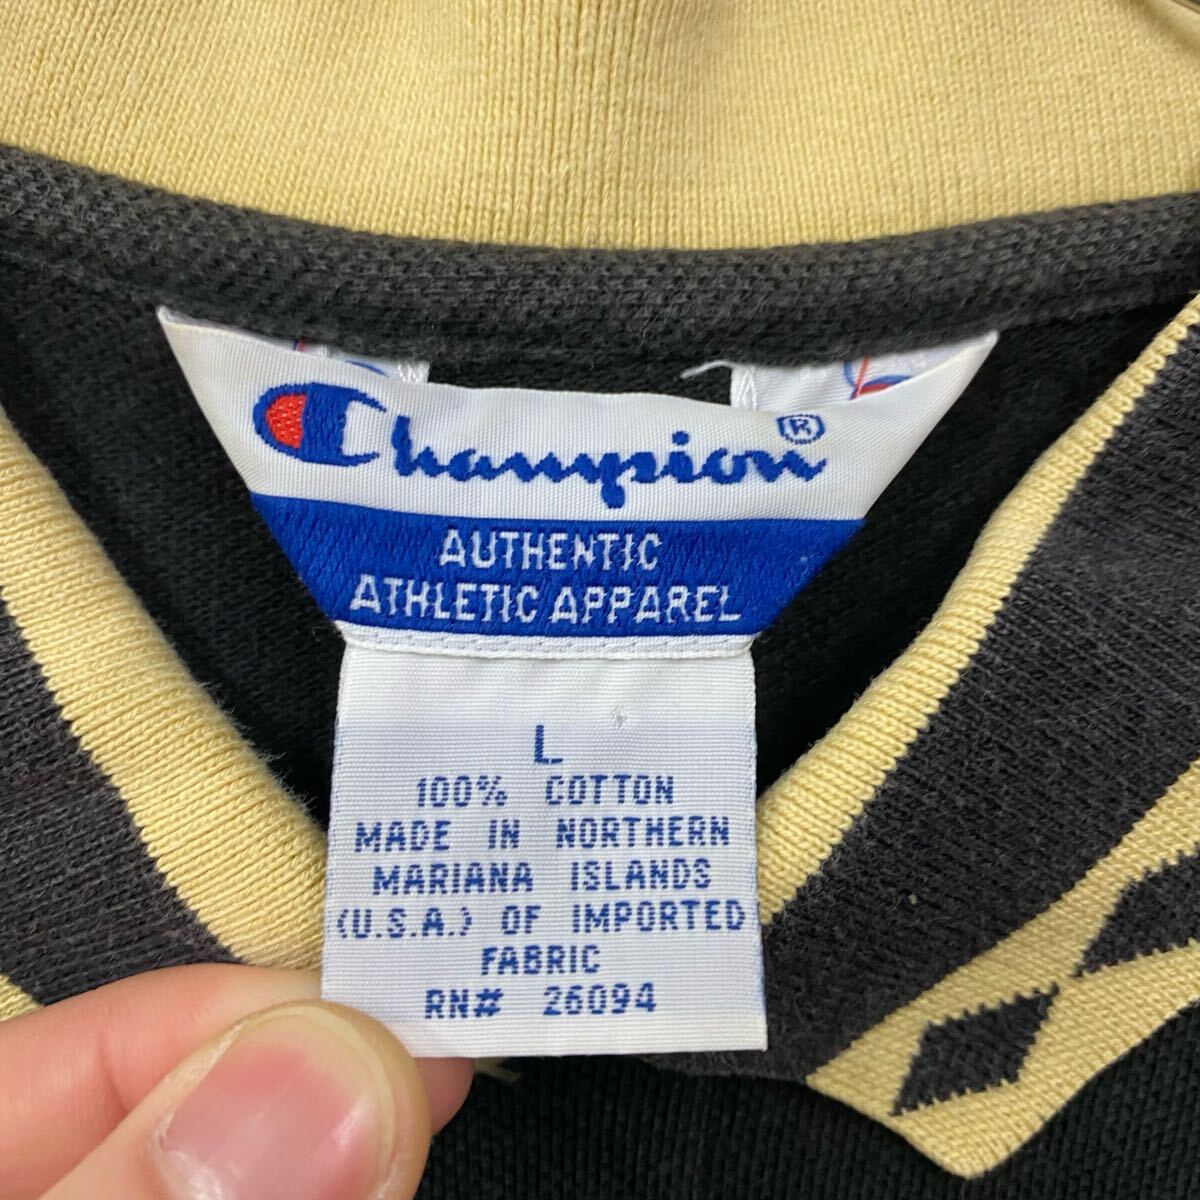 Champion®
AUTHENTIC
ATHLETIC APPAREL
L
100% COTTON
MADE IN NORTHERN
MARIANA ISLANDS
(U.S.A.) OF IMPORTED
FABRIC
RN# 26094